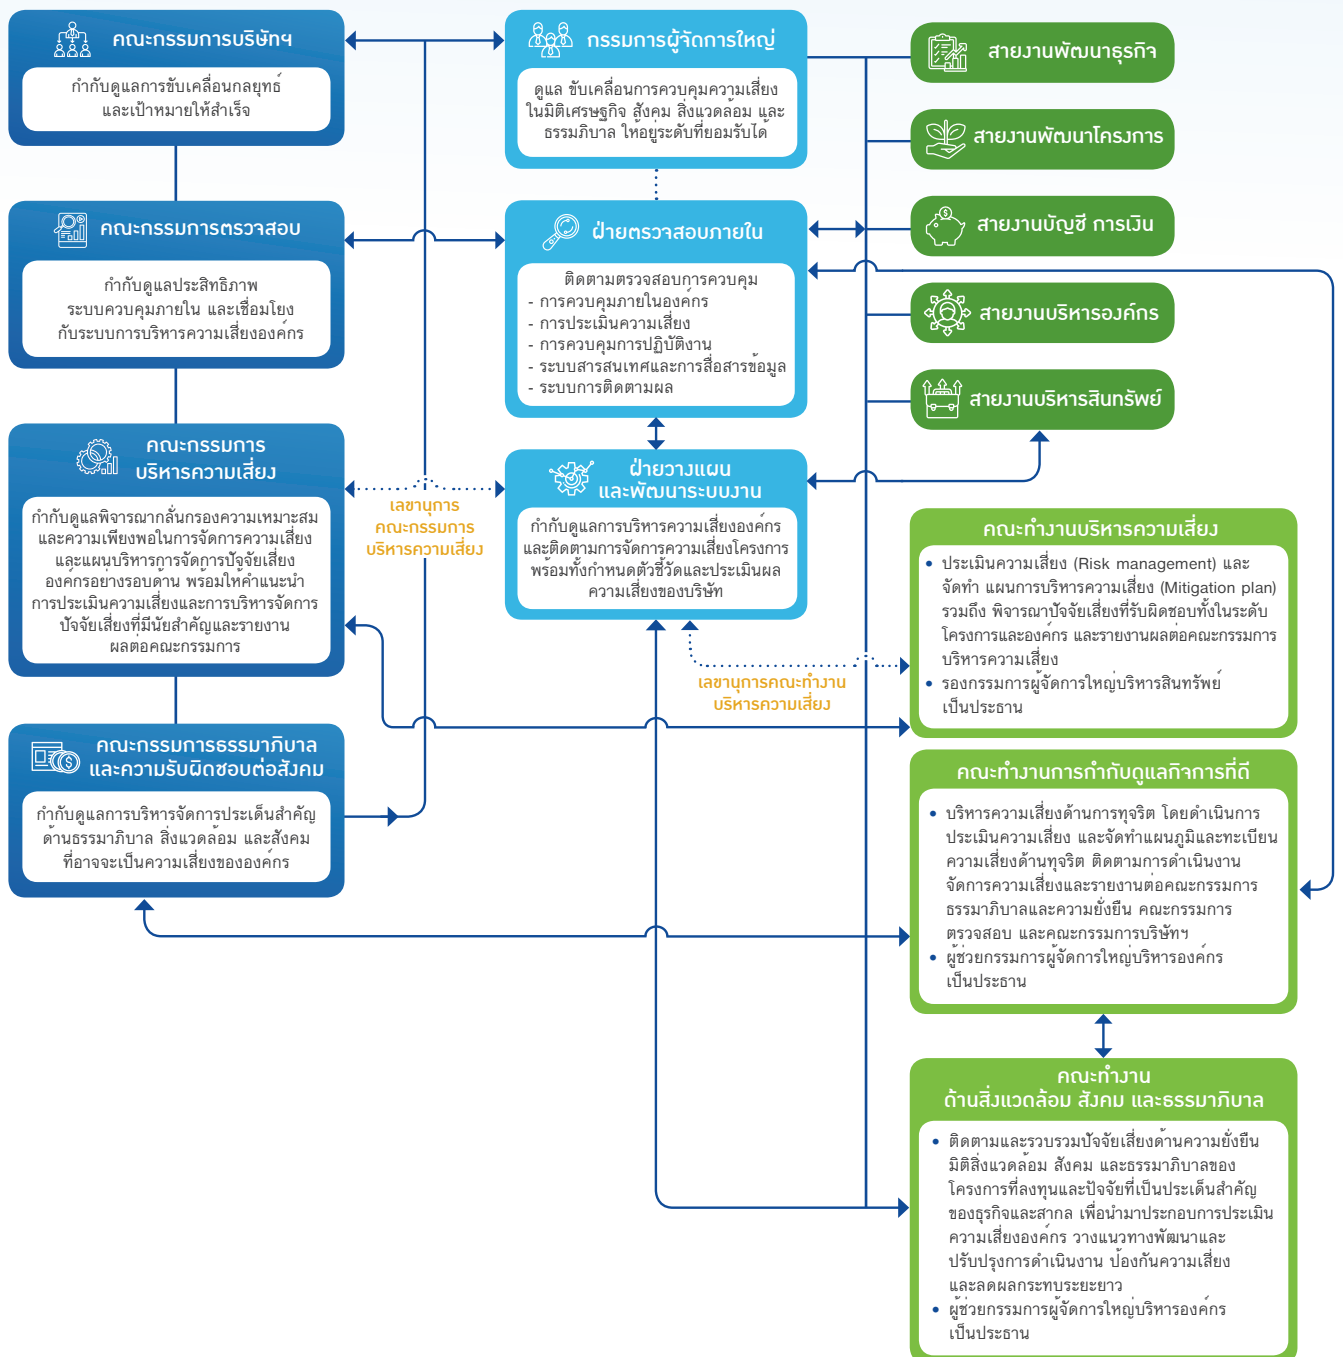 คณะกรรมการบริษัทฯ
กำกับดูแลการขับเคลื่อนกลยุทธ์
และเป้าหมายให้สำเร็จ
คณะกรรมการตรวจสอบ
กำกับดูแลประสิทธิภาพ
ระบบควบคุมภายใน และเชื่อมโยง
กับระบบการบริหารความเสี่ยงองค์กร
คณะกรรมการ
บริหารความเสี่ยง
กำกับดูแลพิจารณากลั่นกรองความเหมาะสม
และความเพียงพอในการจัดการความเสี่ยง
และแผนบริหารการจัดการปัจจัยเสี่ยง
องค์กรอย่างรอบด้าน พร้อมให้คำแนะนำ
การประเมินความเสี่ยงและการบริหารจัดการ
ปัจจัยเสี่ยงที่มีนัยสำคัญและรายงาน
ผลต่อคณะกรรมการ
คณะกรรมการธรรมาภิบาล
และความรับผิดชอบต่อสังคม
กำกับดูแลการบริหารจัดการประเด็นสำคัญ
ด้านธรรมาภิบาล สิ่งแวดล้อม และสังคม
ที่อาจจะเป็นความเสี่ยงขององค์กร
กรรมการผู้จัดการใหญ่
ดูแล ขับเคลื่อนการควบคุมความเสี่ยง
ในมิติเศรษฐกิจ สังคม สิ่งแวดล้อม และ
ธรรมภิบาล ให้อยู่ระดับที่ยอมรับได้
ฝ่ายตรวจสอบภายใน
ติดตามตรวจสอบการควบคุม
- การควบคุมภายในองค์กร
- การประเมินความเสี่ยง
- การควบคุมการปฏิบัติงาน
- ระบบสารสนเทศและการสื่อสารข้อมูล
- ระบบการติดตามผล
เลขานุการ
คณะกรรมการ
บริหารความเสี่ยง
ฝ่ายวางแผน
และพัฒนาระบบงาน
กำกับดูแลการบริหารความเสี่ยงองค์กร
และติดตามการจัดการความเสี่ยงโครงการ
พร้อมทั้งกำหนดตัวชี้วัดและประเมินผล
ความเสี่ยงของบริษัท
เลขานุการคณะทำงาน
บริหารความเสี่ยง
สายงานพัฒนาธุรกิจ
สายงานพัฒนาโครงการ
สายงานบัญชี การเงิน
สายงานบริหารองค์กร
สายงานบริหารสินทรัพย์
คณะทำงานบริหารความเสี่ยง
• ประเมินความเสี่ยง (Risk management) และ
จัดทำ แผนการบริหารความเสี่ยง (Mitigation plan)
รวมถึง พิจารณาปัจจัยเสี่ยงที่รับผิดชอบทั้งในระดับ
โครงการและองค์กร และรายงานผลต่อคณะกรรมการ
บริหารความเสี่ยง
• รองกรรมการผู้จัดการใหญ่บริหารสินทรัพย์
เป็นประธาน
คณะทำงานการกำกับดูแลกิจการที่ดี
• บริหารความเสี่ยงด้านการทุจริต โดยดำเนินการ
ประเมินความเสี่ยง และจัดทำแผนภูมิและทะเบียน
ความเสี่ยงด้านทุจริต ติดตามการดำเนินงาน
จัดการความเสี่ยงและรายงานต่อคณะกรรมการ
ธรรมาภิบาลและความยั่งยืน คณะกรรมการ
ตรวจสอบ และคณะกรรมการบริษัทฯ
• ผู้ช่วยกรรมการผู้จัดการใหญ่บริหารองค์กร
เป็นประธาน
คณะทำงาน
ด้านสิ่งแวดล้อม สังคม และธรรมาภิบาล
• ติดตามและรวบรวมปัจจัยเสี่ยงด้านความยั่งยืน
มิติสิ่งแวดล้อม สังคม และธรรมาภิบาลของ
โครงการที่ลงทุนและปัจจัยที่เป็นประเด็นสำคัญ
ของธุรกิจและสากล เพื่อนำมาประกอบการประเมิน
ความเสี่ยงองค์กร วางแนวทางพัฒนาและ
ปรับปรุงการดำเนินงาน ป้องกันความเสี่ยง
และลดผลกระทบระยะยาว
• ผู้ช่วยกรรมการผู้จัดการใหญ่บริหารองค์กร
เป็นประธาน